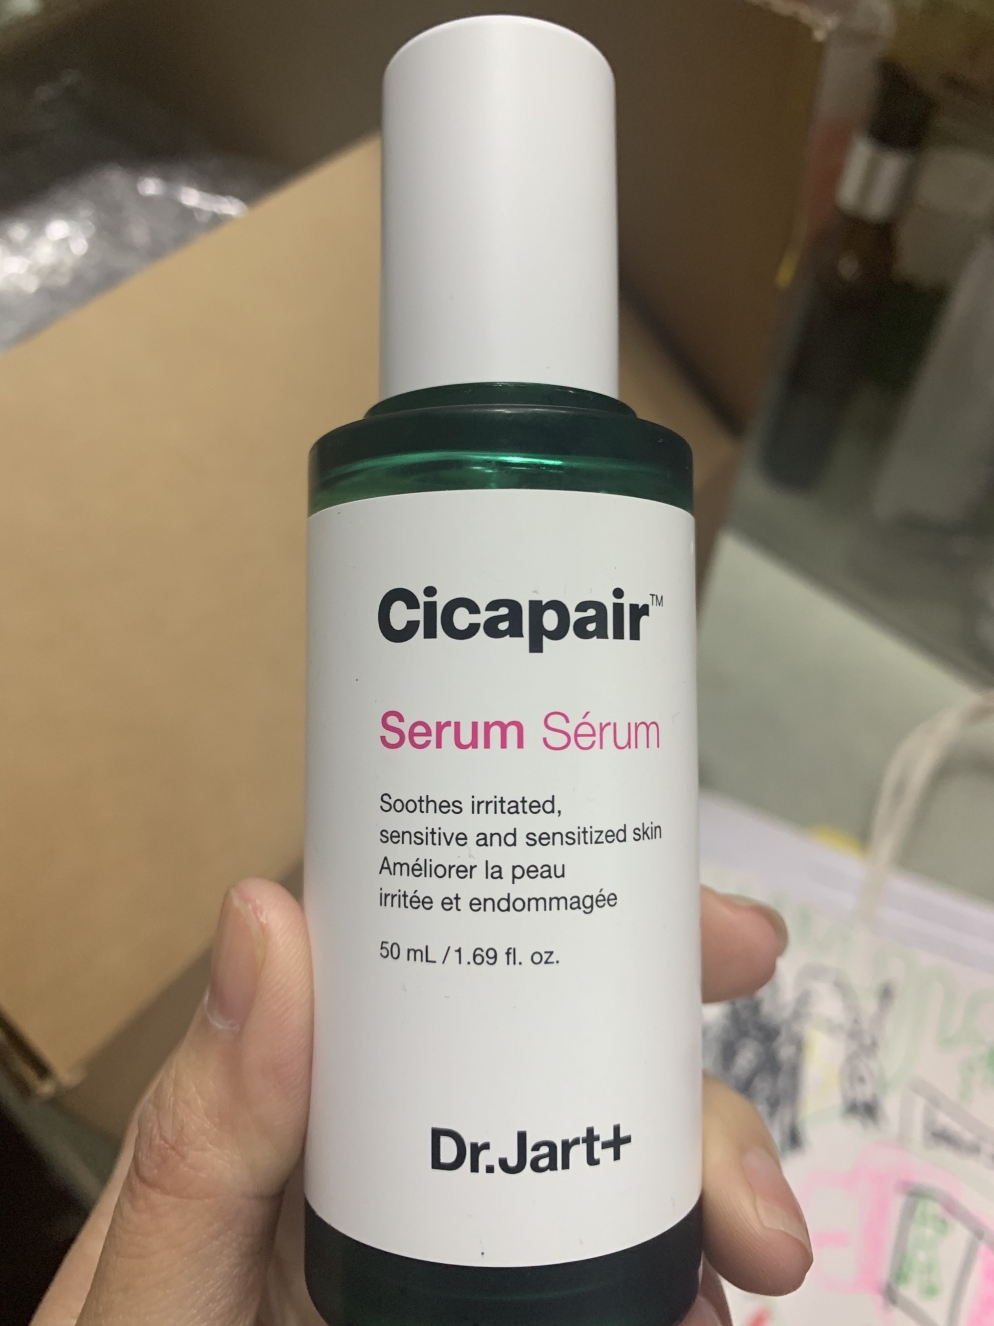 Cicapair™
Serum Sérum
Soothes irritated,
sensitive and sensitized skin
Améliorer la peau
irritée et endommagée
50 mL / 1.69 fl. oz.
Dr.Jart+